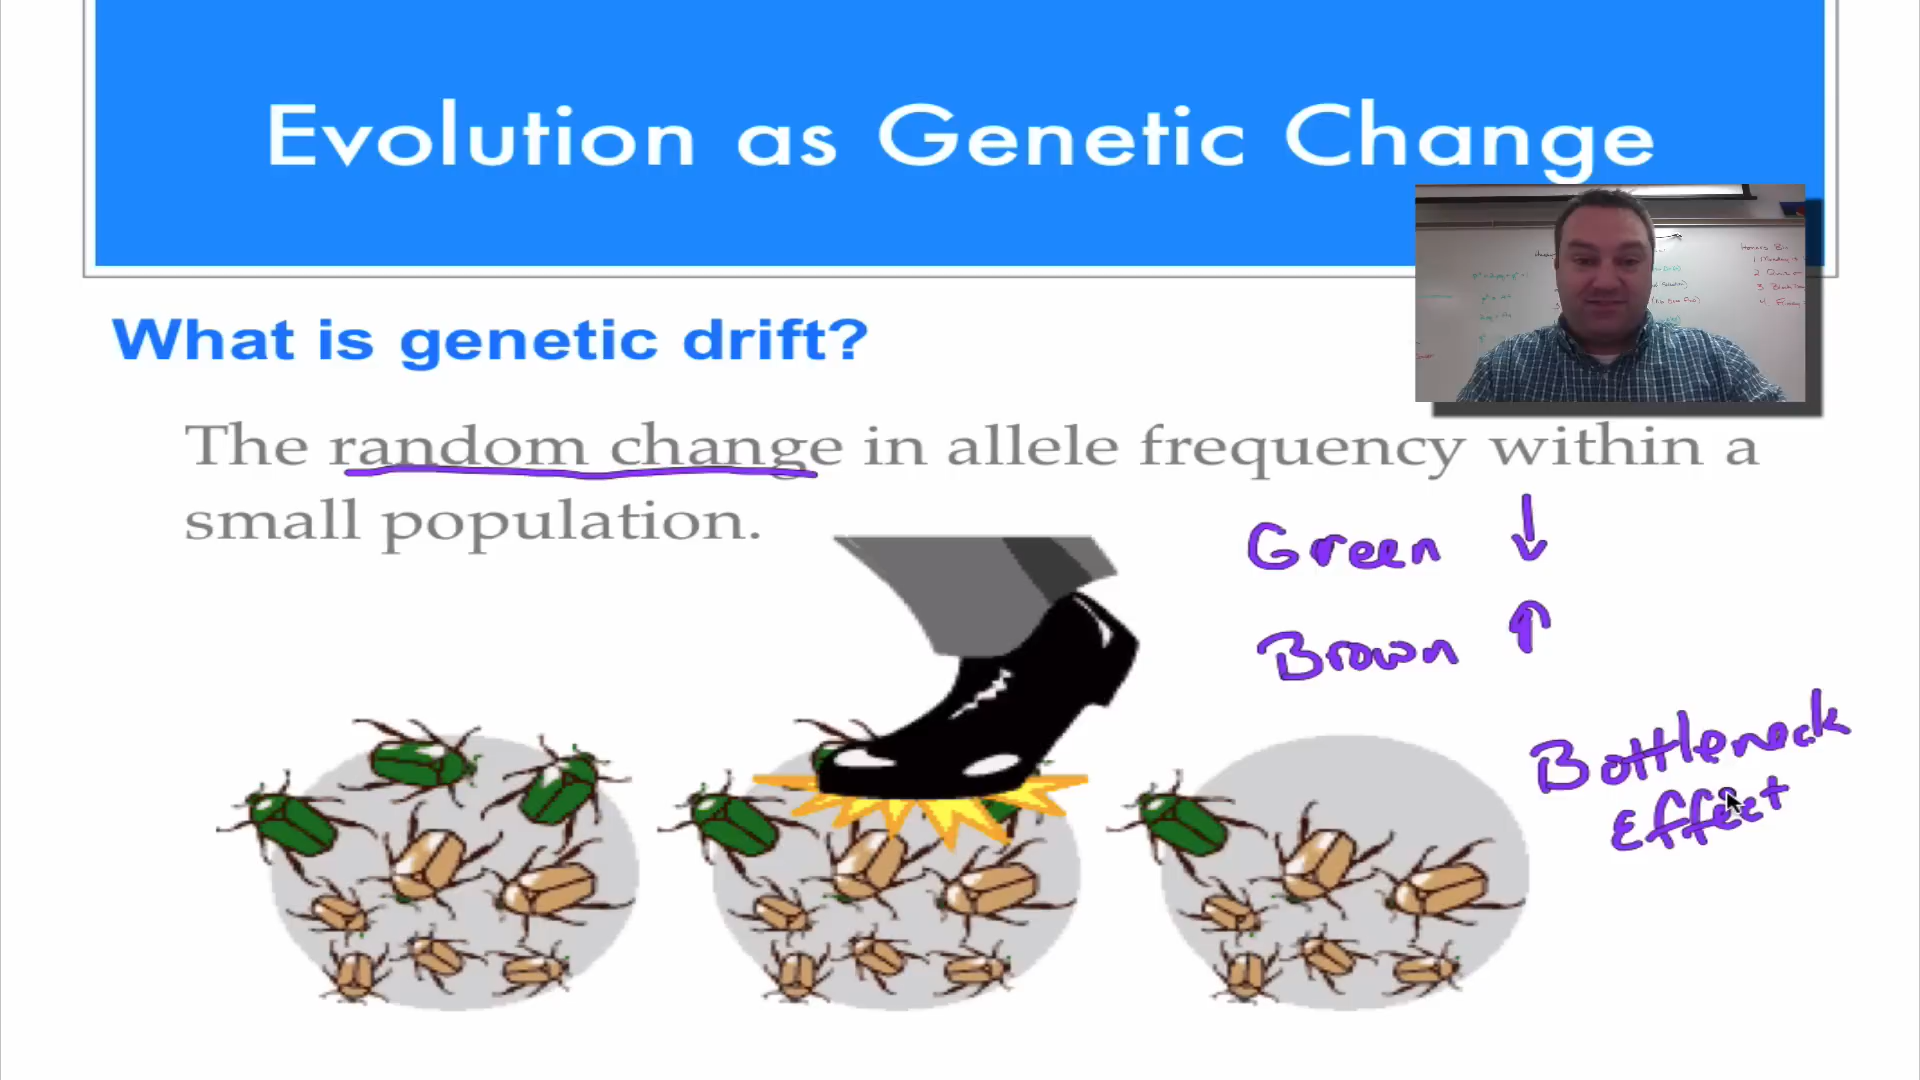 Evolution as Genetic Change
What is genetic drift?
The random change in allele frequency within a
small population.
Green ↓
Brown ↑
Bottleneck
Effect